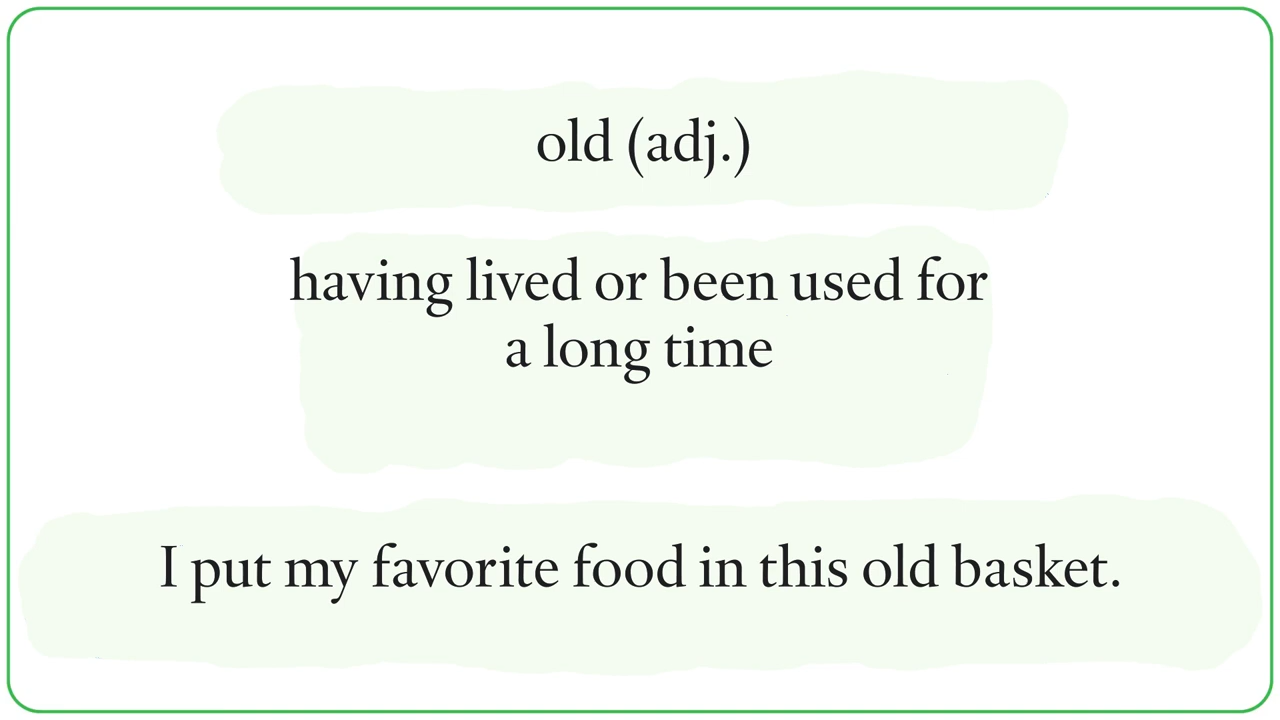 old (adj.)
having lived or been used for
a long time
I put my favorite food in this old basket.